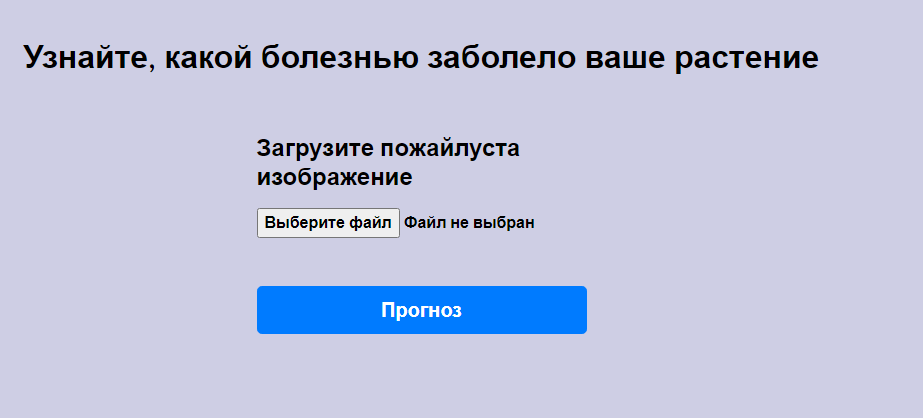 Узнайте, какой болезнью заболело ваше растение
Загрузите пожайлуста
изображение
Выберите файл Файл не выбран
Прогноз